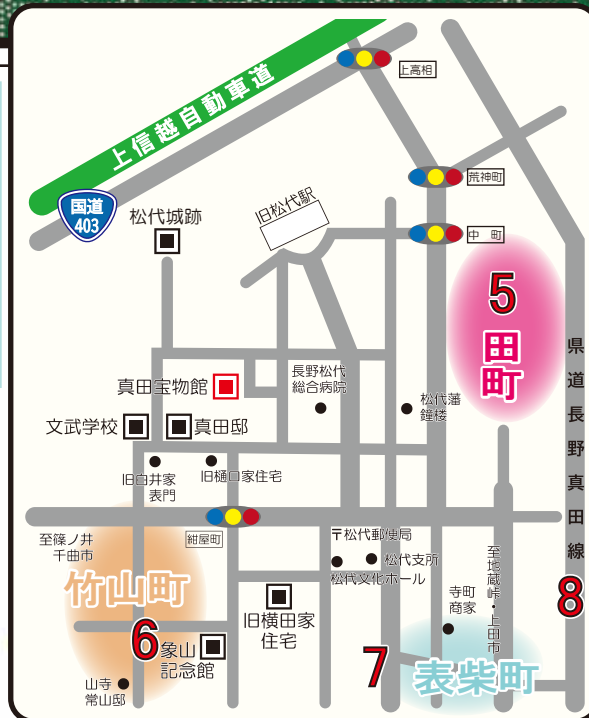 上信越自動車道
上高相
国道
403
荒神町
松代城跡
旧松代駅
中町
5
田町
県道長野真田線
真田宝物館
長野松代
総合病院
松代藩
鐘楼
文武学校
真田邸
旧白井家
表門
旧樋口家住宅
至篠ノ井
千曲市
紺屋町
〒松代郵便局
松代支所
松代文化ホール
至地蔵峠・上田市
竹山町
6
旧横田家
住宅
寺町
商家
8
象山
記念館
7
表柴町
山寺
常山邸